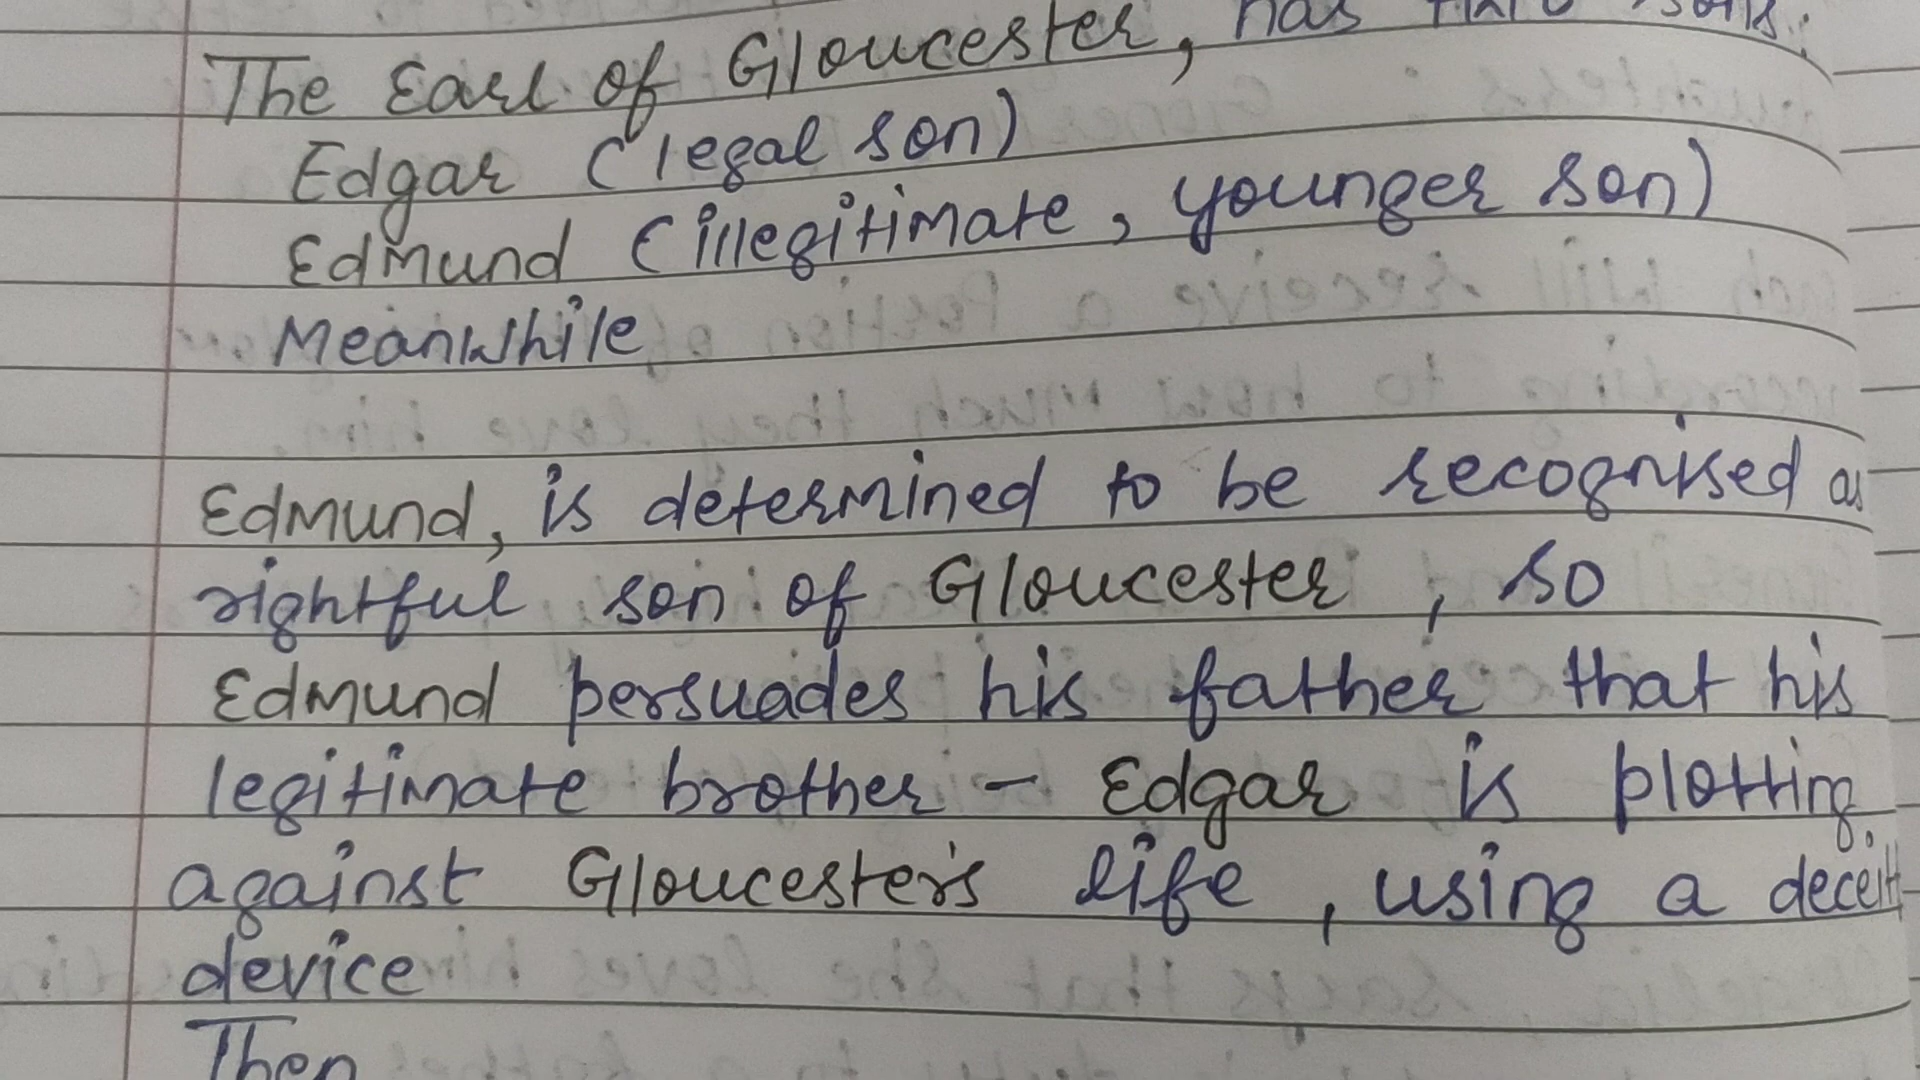 The Earl of Gloucester, has two sons:
Edgar (legal son)
Edmund (illegitimate, younger son)
Meanwhile
Edmund, is determined to be recognised as
rightful son of Gloucester, so
Edmund persuades his father that his
legitimate brother - Edgar is plotting
against Gloucester's life, using a
device
Then